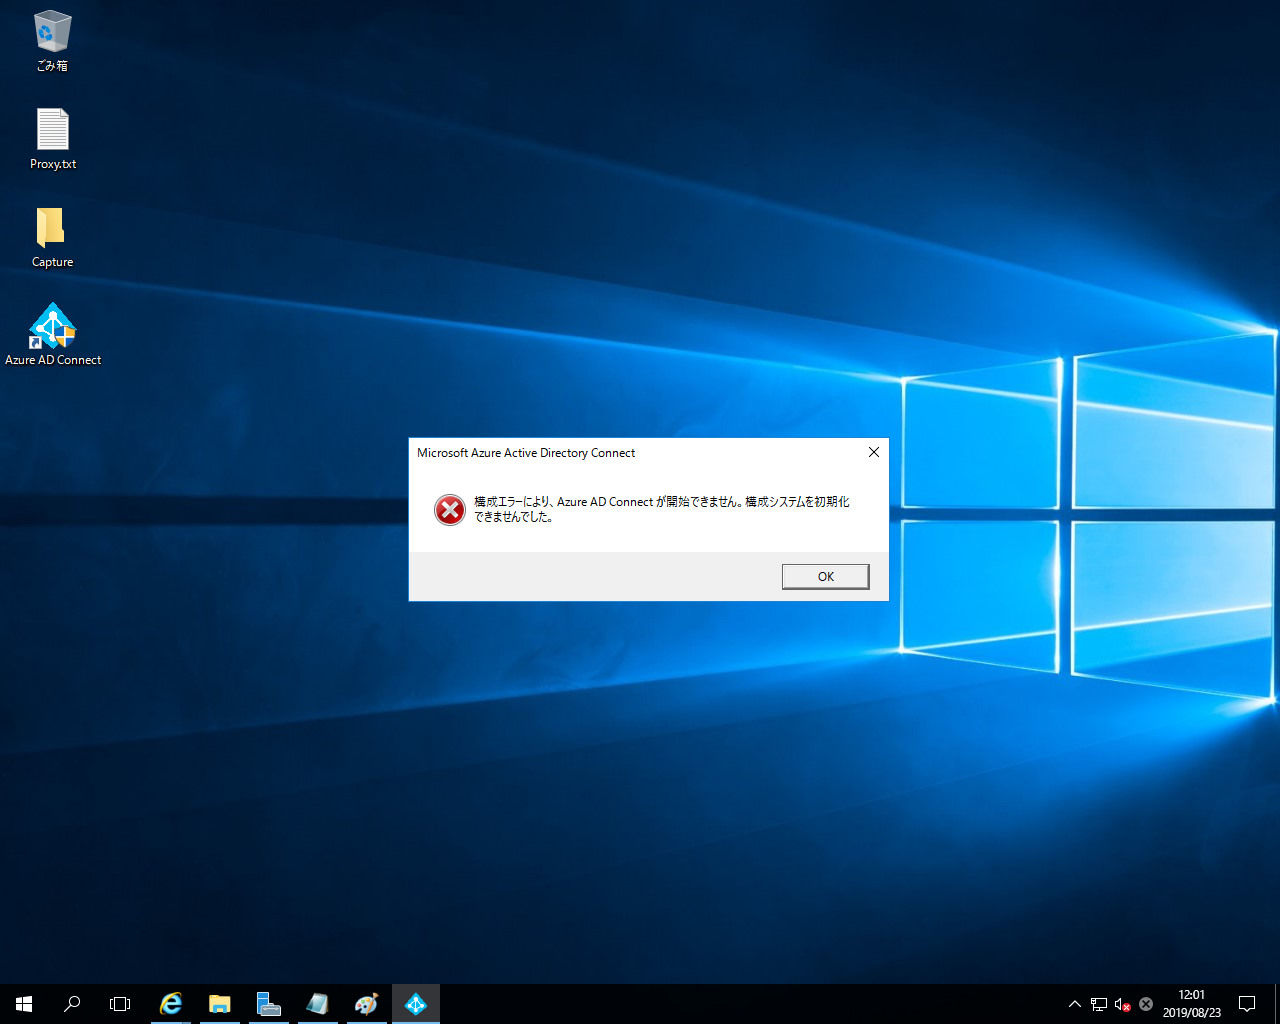 ごみ箱
Proxy.txt
Capture
Azure AD Connect
Microsoft Azure Active Directory Connect
構成エラーにより、Azure AD Connect が開始できません。構成システムを初期化
できませんでした。
OK
12:01
2019/08/23